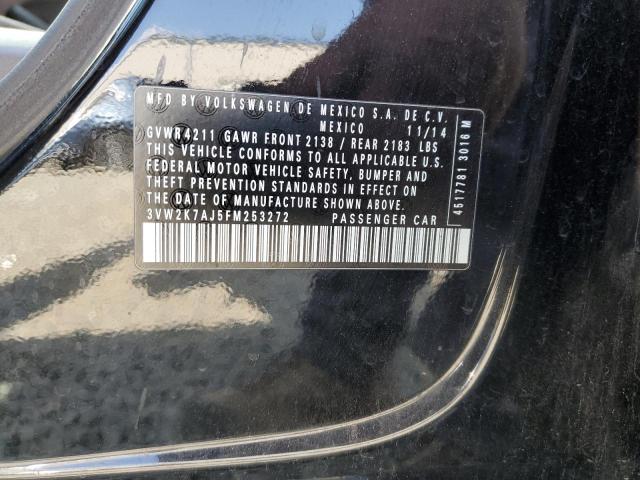 MFD BY VOLKSWAGEN DE MEXICO S.A. DE C.V.
MEXICO 11/14
GVWR4211 GAWR FRONT 2138 / REAR 2183 LBS
THIS VEHICLE CONFORMS TO ALL APPLICABLE U.S.
FEDERAL MOTOR VEHICLE SAFETY, BUMPER AND
THEFT PREVENTION STANDARDS IN EFFECT ON
THE DATE OF MANUFACTURE SHOWN ABOVE.
3VW2K7AJ5FM253272 PASSENGER CAR
4517781 3016 M